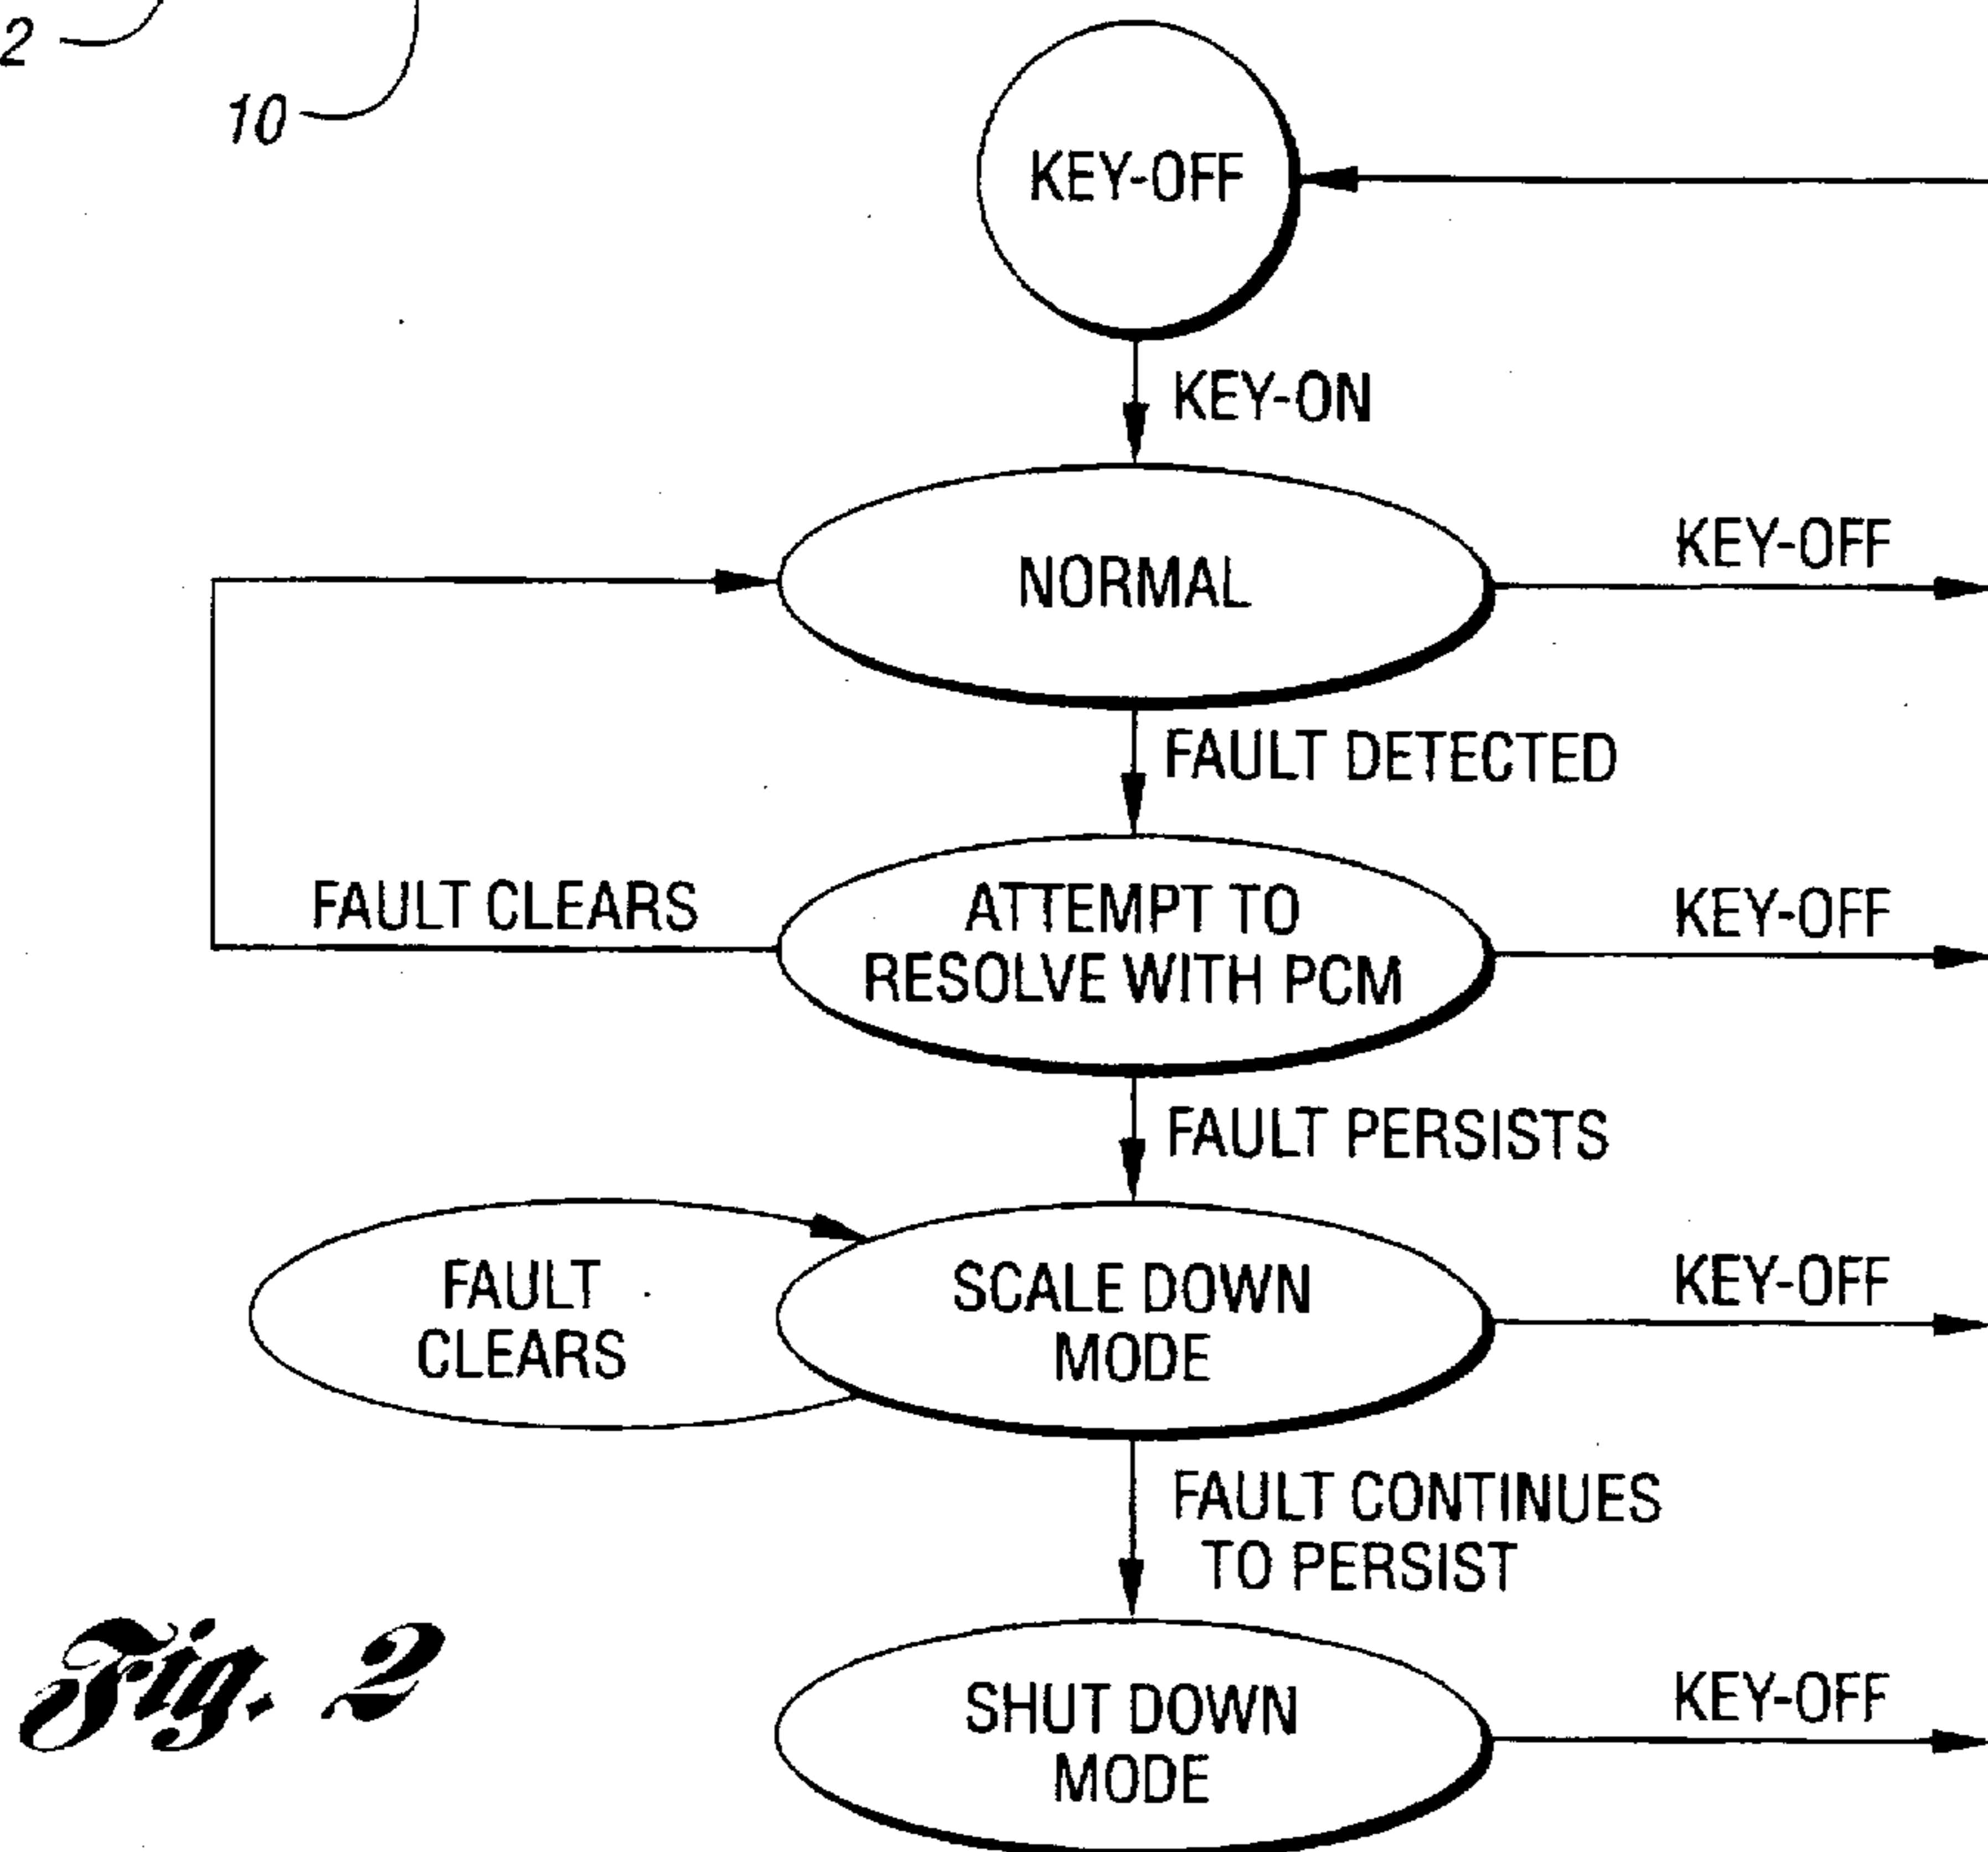 2
10
KEY-OFF
KEY-ON
NORMAL
KEY-OFF
FAULT DETECTED
FAULT CLEARS
ATTEMPT TO
RESOLVE WITH PCM
KEY-OFF
FAULT PERSISTS
FAULT
CLEARS
SCALE DOWN
MODE
KEY-OFF
FAULT CONTINUES
TO PERSIST
Fig. 2
SHUT DOWN
MODE
KEY-OFF